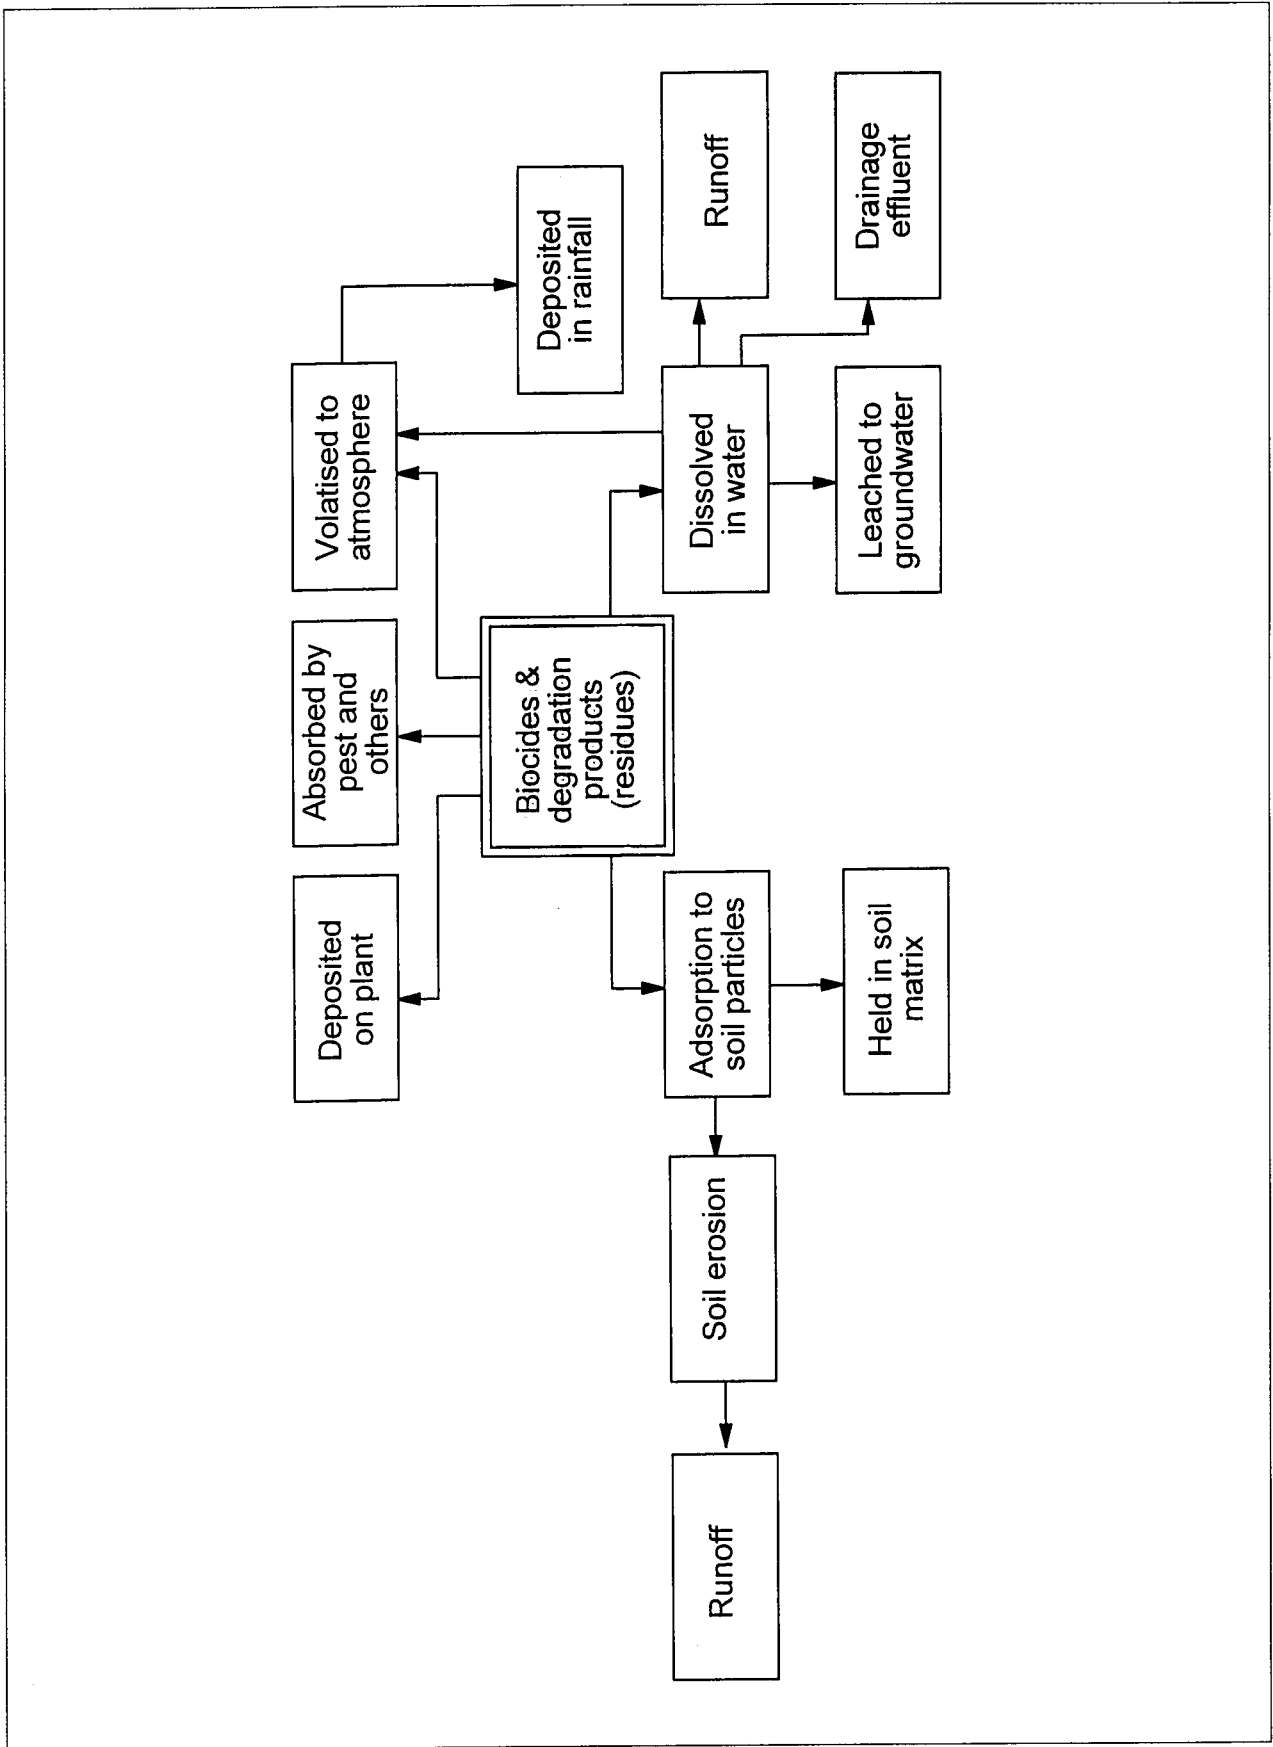 Deposited
on plant
Absorbed by
pest and
others
Volatised to
atmosphere
Biocides &
degradation
products
(residues)
Deposited
in rainfall
Runoff
Soil erosion
Adsorption to
soil particles
Dissolved
in water
Runoff
Held in soil
matrix
Leached to
groundwater
Drainage
effluent